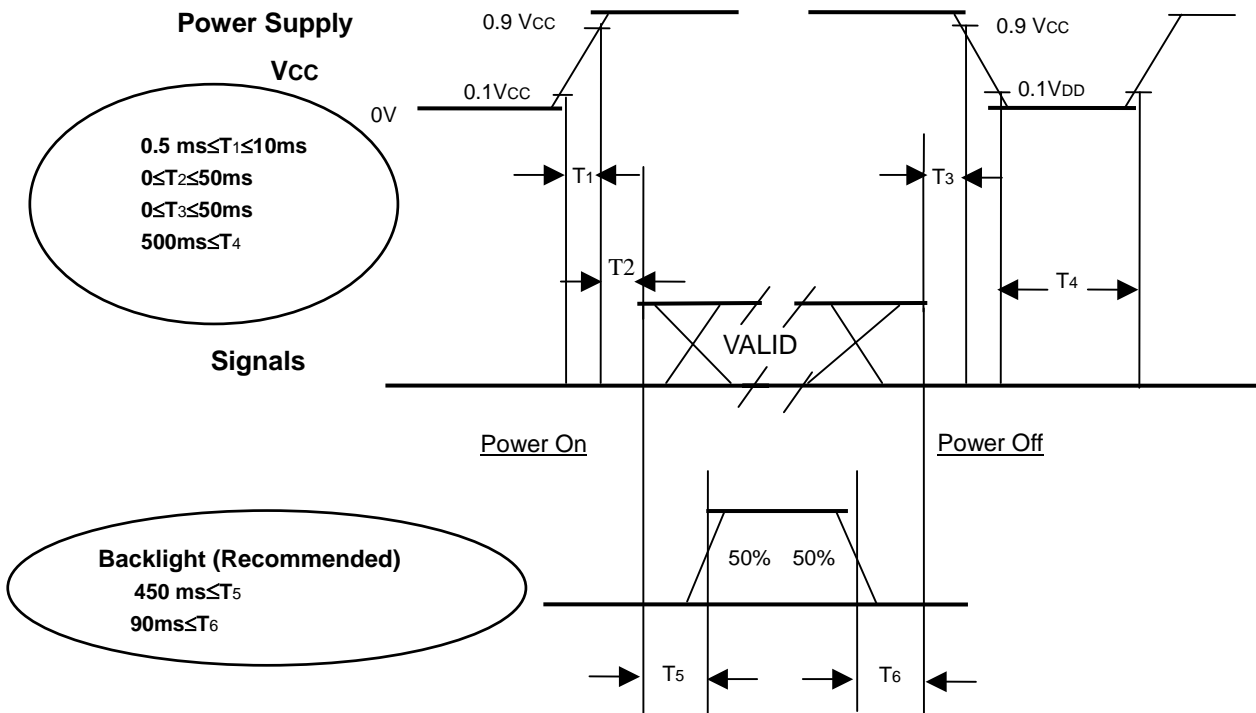 Power Supply
VCC
0.9 VCC
0.1VCC
0V
0.9 VCC
0.1VDD
0.5 ms≤T1≤10ms
0≤T2≤50ms
0≤T3≤50ms
500ms≤T4
T1
T2
T3
T4
Signals
VALID
Power On
Power Off
Backlight (Recommended)
450 ms≤T5
90ms≤T6
50% 50%
T5
T6